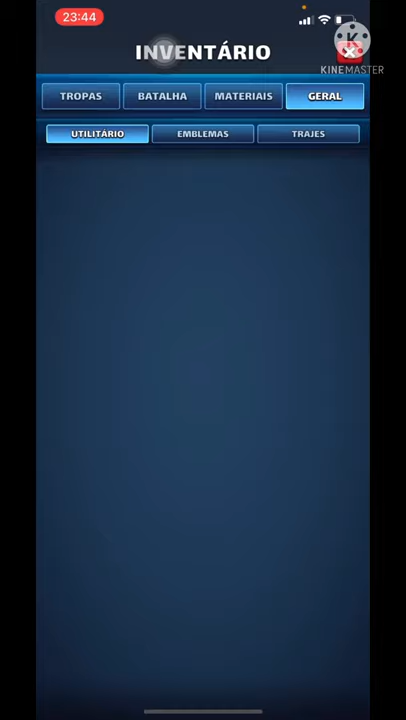 23:44
INVENTÁRIO
KINEMASTER
TROPAS BATALHA MATERIAIS GERAL
UTILITÁRIO EMBLEMAS TRAJES